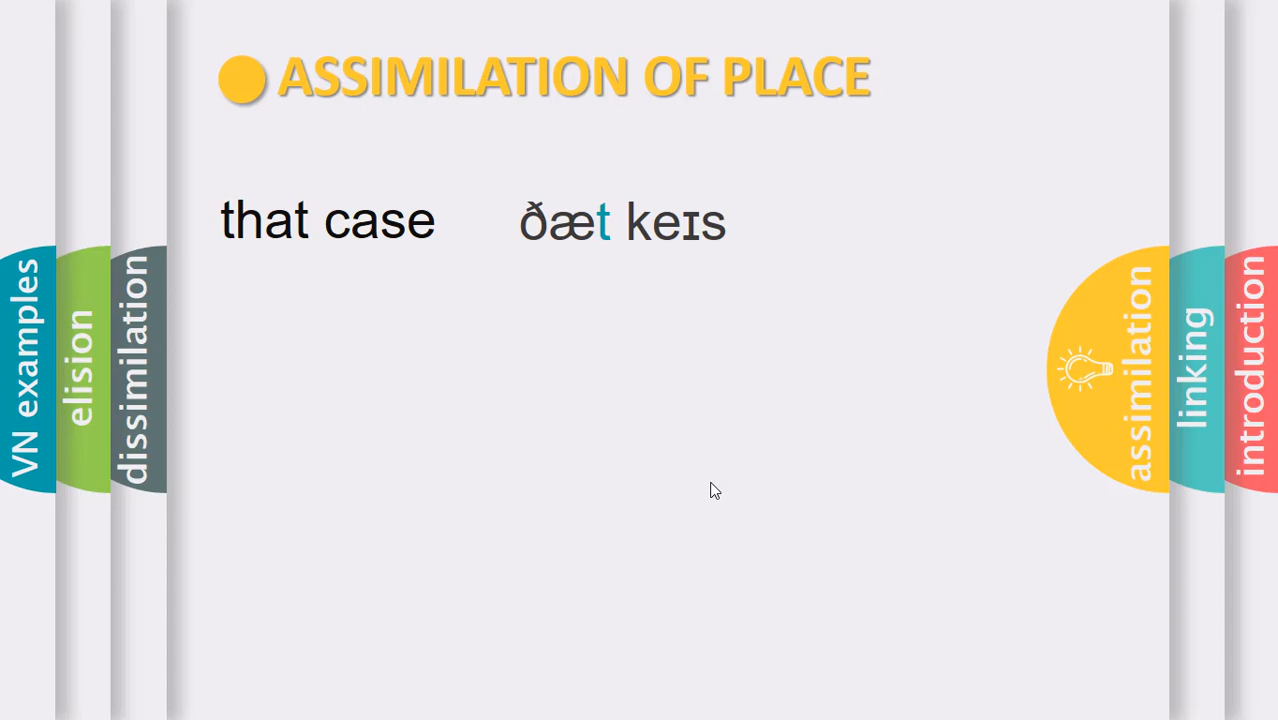 ASSIMILATION OF PLACE
that case ðæt keɪs
VN examples
elision
dissimilation
assimilation
linking
introduction